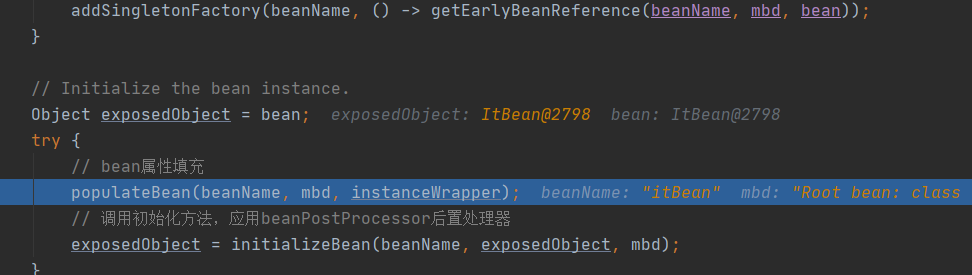 addSingletonFactory(beanName, () -> getEarlyBeanReference(beanName, mbd, bean));
}
// Initialize the bean instance.
Object exposedObject = bean; exposedObject: ItBean@2798 bean: ItBean@2798
try {
// bean属性填充
populateBean(beanName, mbd, instanceWrapper); beanName: "itBean" mbd: "Root bean: class
// 调用初始化方法，应用beanPostProcessor后置处理器
exposedObject = initializeBean(beanName, exposedObject, mbd);
}